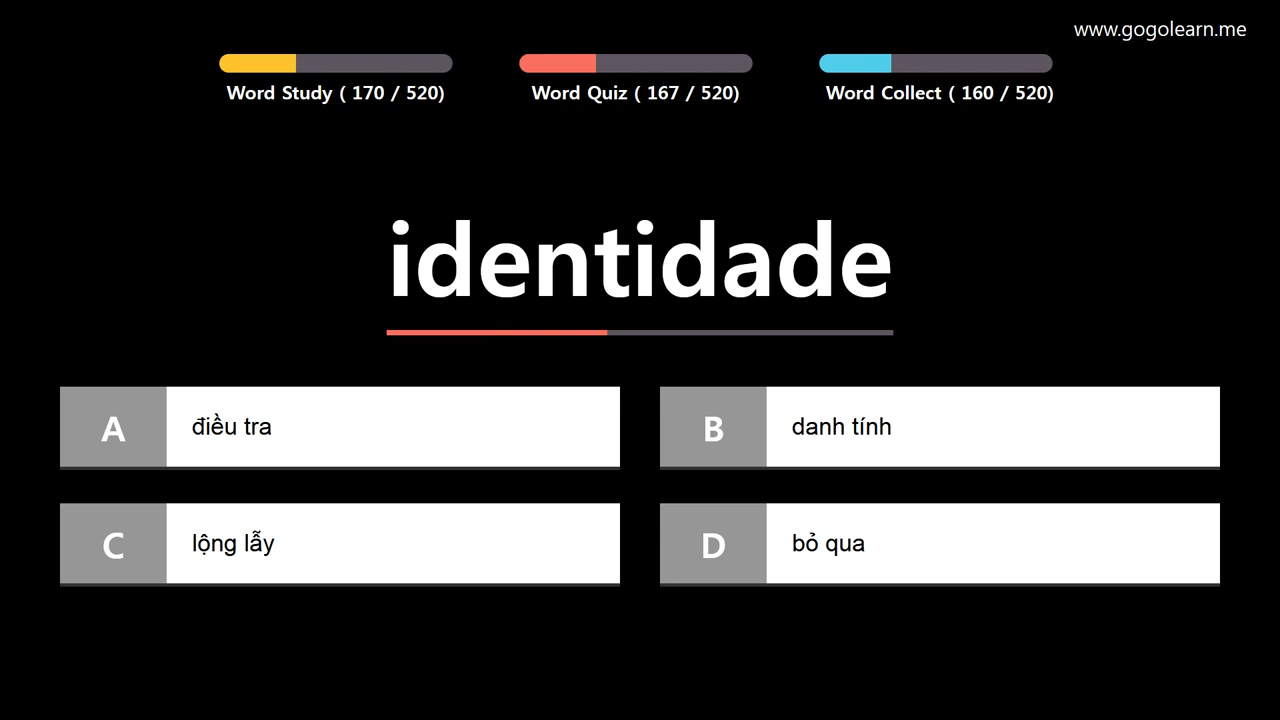 www.gogolearn.me
Word Study ( 170 / 520)
Word Quiz ( 167 / 520)
Word Collect ( 160 / 520)
identidade
A điều tra
B danh tính
C lộng lẫy
D bỏ qua